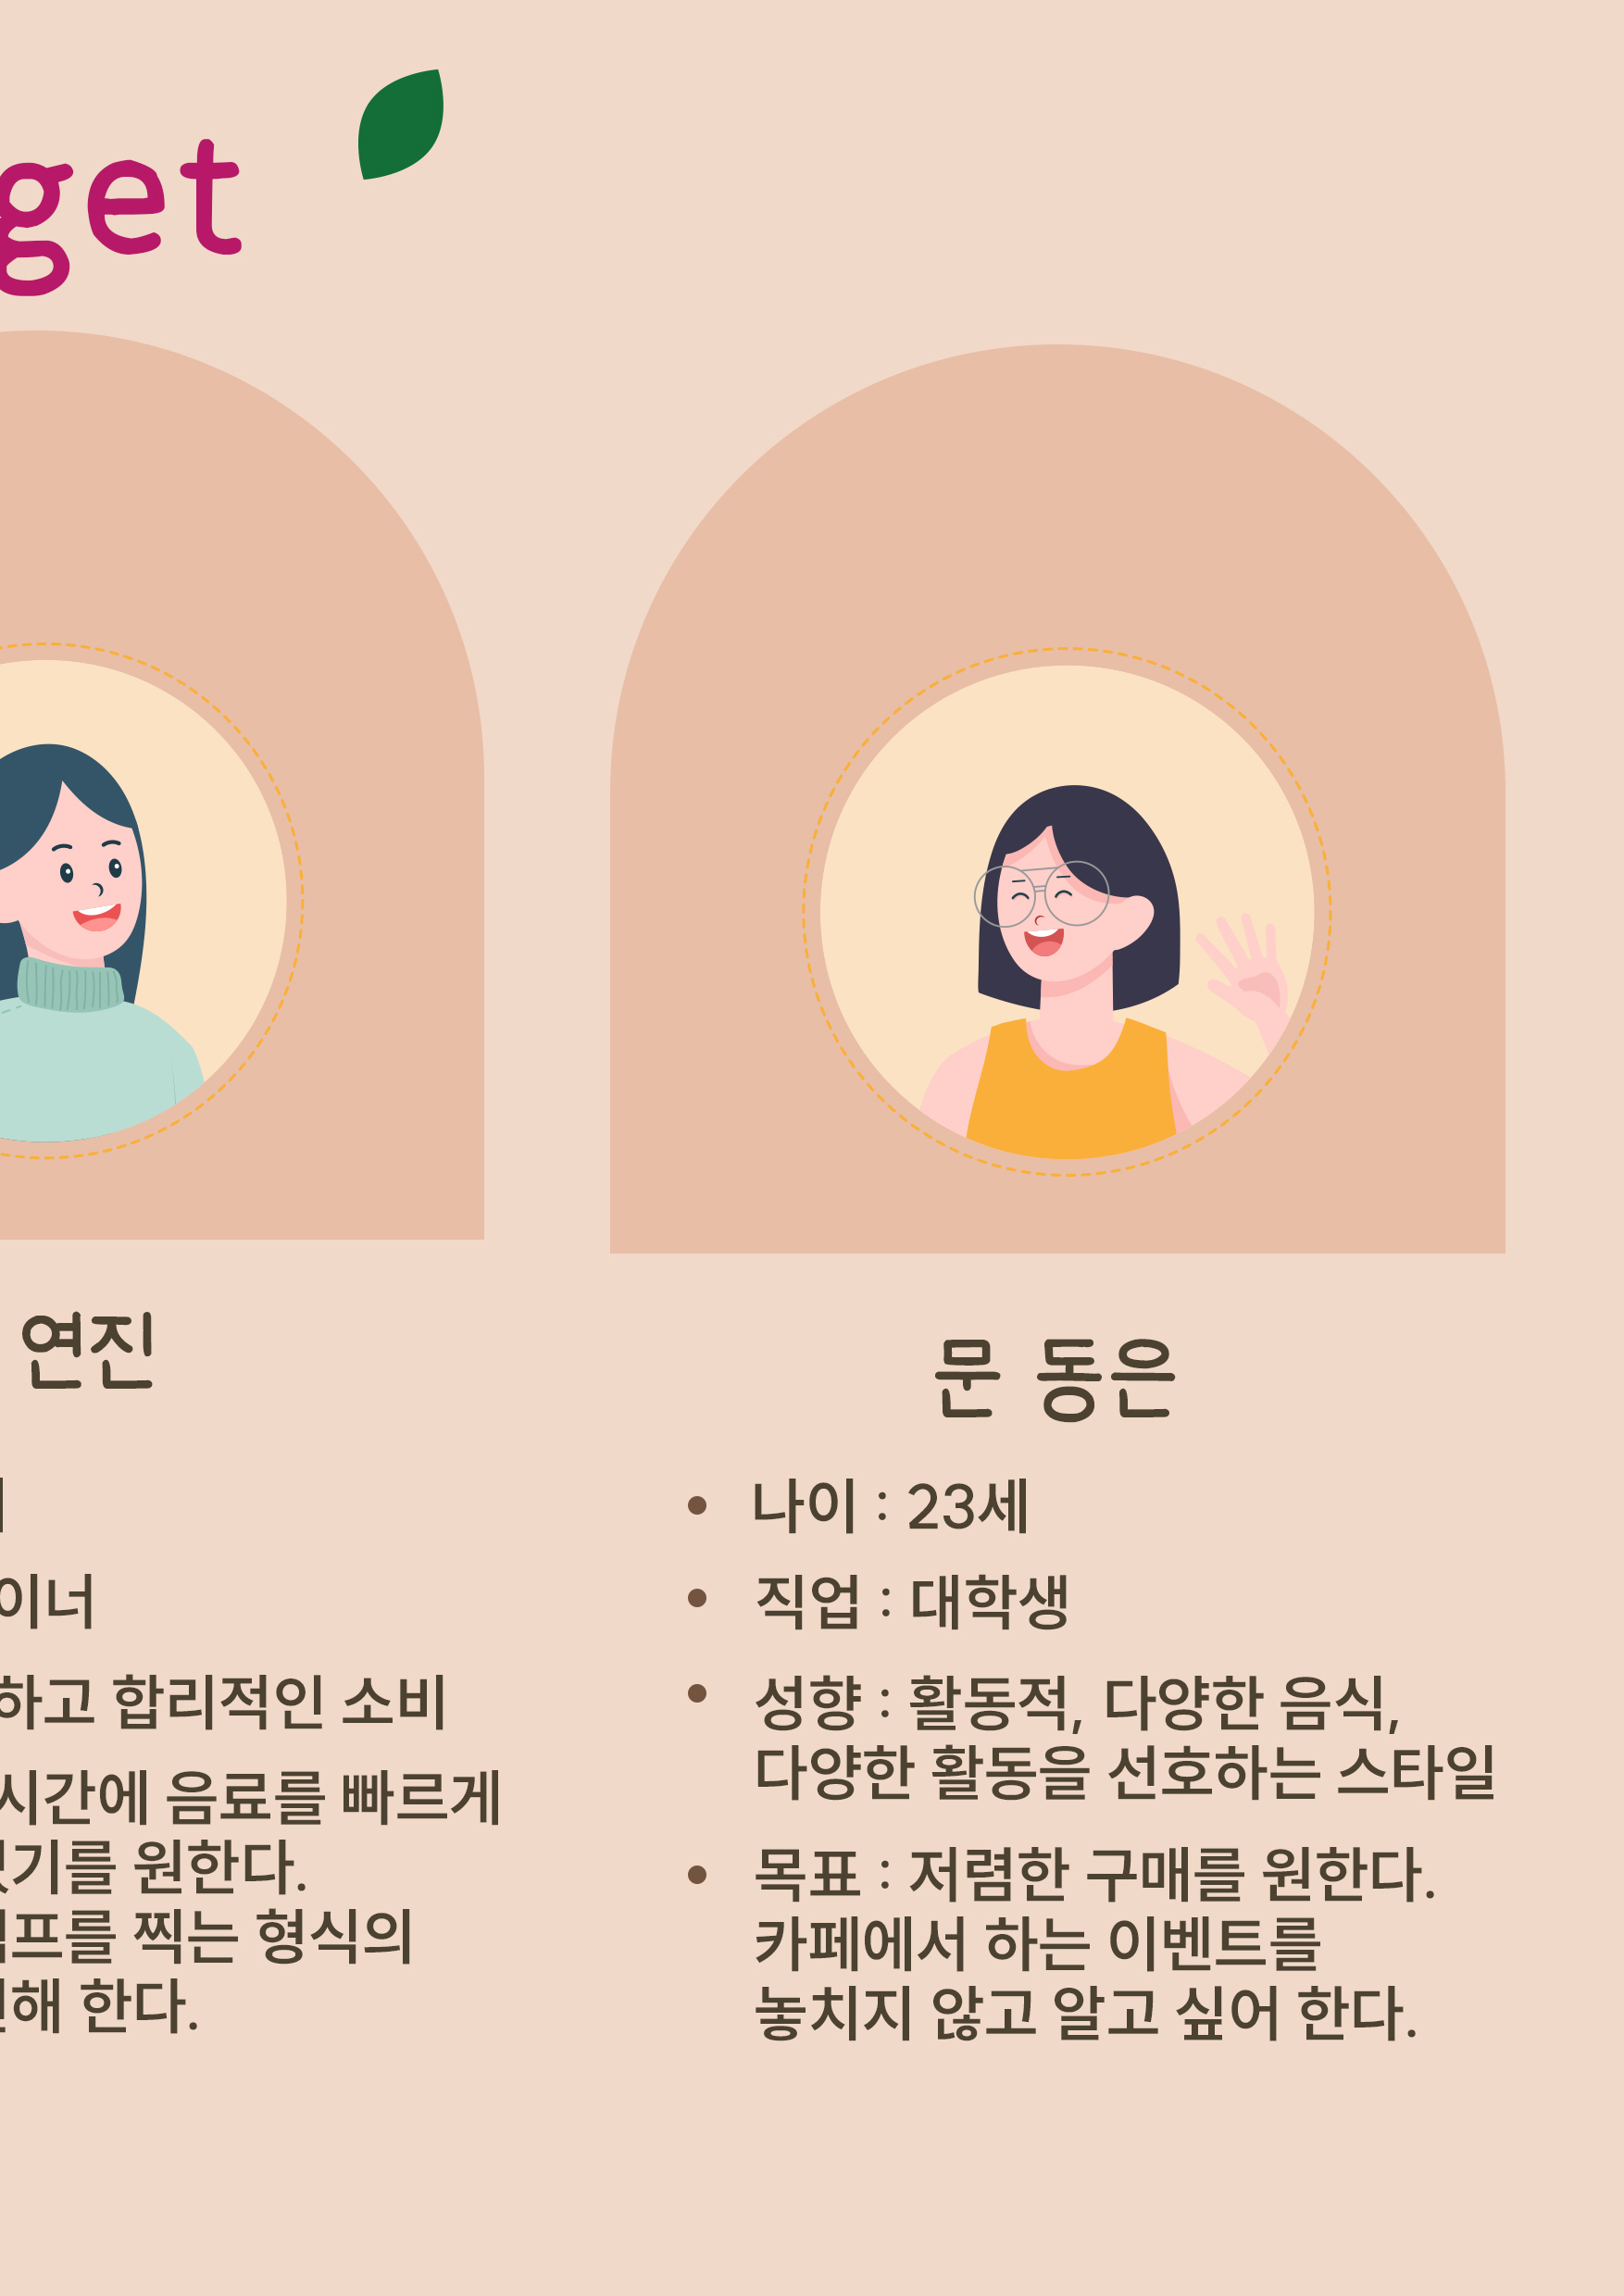 get
연진
이너
하고 합리적인 소비
시간에 음료를 빠르게
기를 원한다.
프를 찍는 형식의
해 한다.
문 동은
나이 : 23세
직업 : 대학생
성향 : 활동적, 다양한 음식,
다양한 활동을 선호하는 스타일
목표 : 저렴한 구매를 원한다.
카페에서 하는 이벤트를
놓치지 않고 알고 싶어 한다.